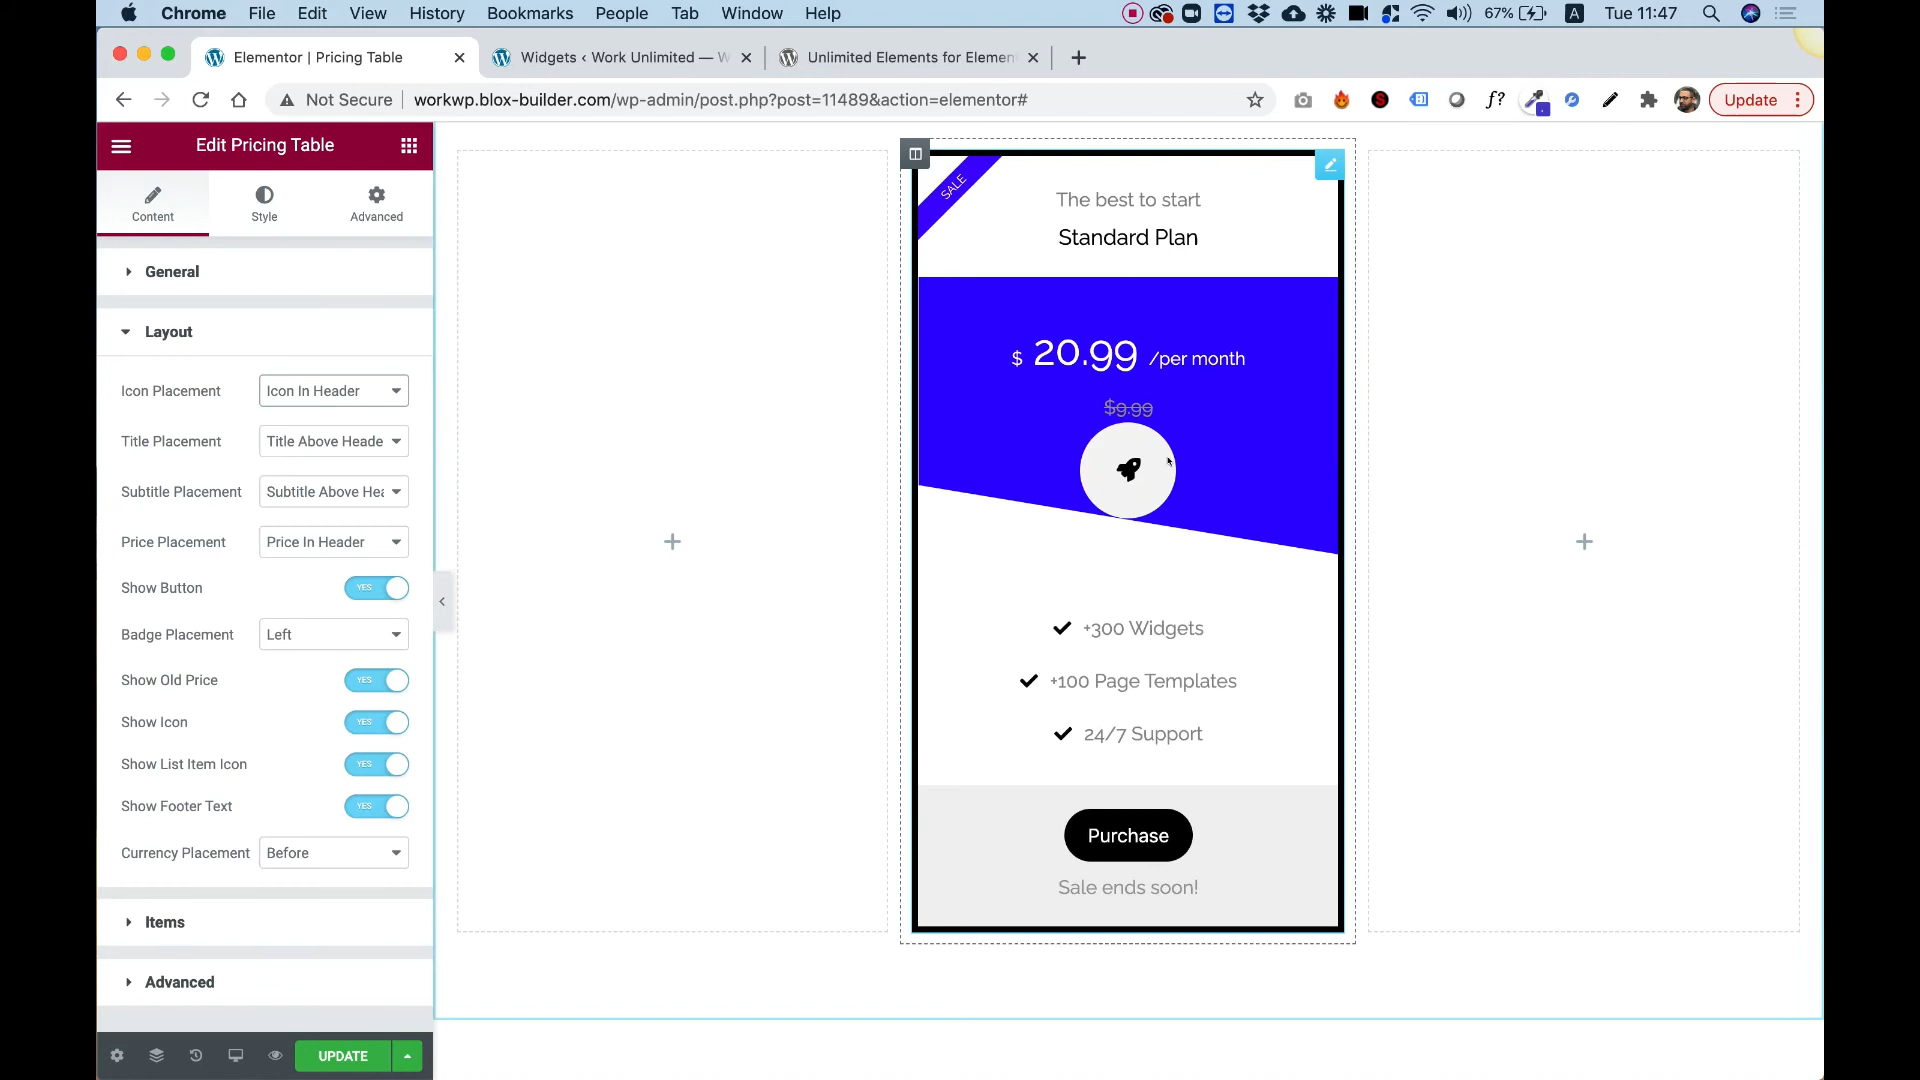 Chrome File Edit View History Bookmarks People Tab Window Help 67% A Tue 11:47
Elementor | Pricing Table Widgets ‹ Work Unlimited — W Unlimited Elements for Elemen
Not Secure workwp.blox-builder.com/wp-admin/post.php?post=11489&action=elementor# f? Update
Edit Pricing Table
Content Style Advanced
General
Layout
Icon Placement Icon In Header
Title Placement Title Above Heade
Subtitle Placement Subtitle Above Hea
Price Placement Price In Header
Show Button YES
Badge Placement Left
Show Old Price YES
Show Icon YES
Show List Item Icon YES
Show Footer Text YES
Currency Placement Before
Items
Advanced
UPDATE
SALE
The best to start
Standard Plan
$ 20.99 /per month
$9.99
+300 Widgets
+100 Page Templates
24/7 Support
Purchase
Sale ends soon!